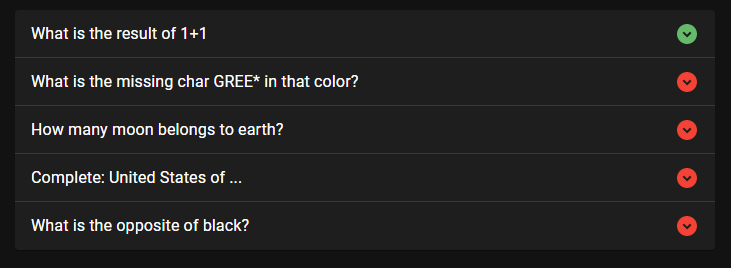 What is the result of 1+1
What is the missing char GREE* in that color?
How many moon belongs to earth?
Complete: United States of ...
What is the opposite of black?